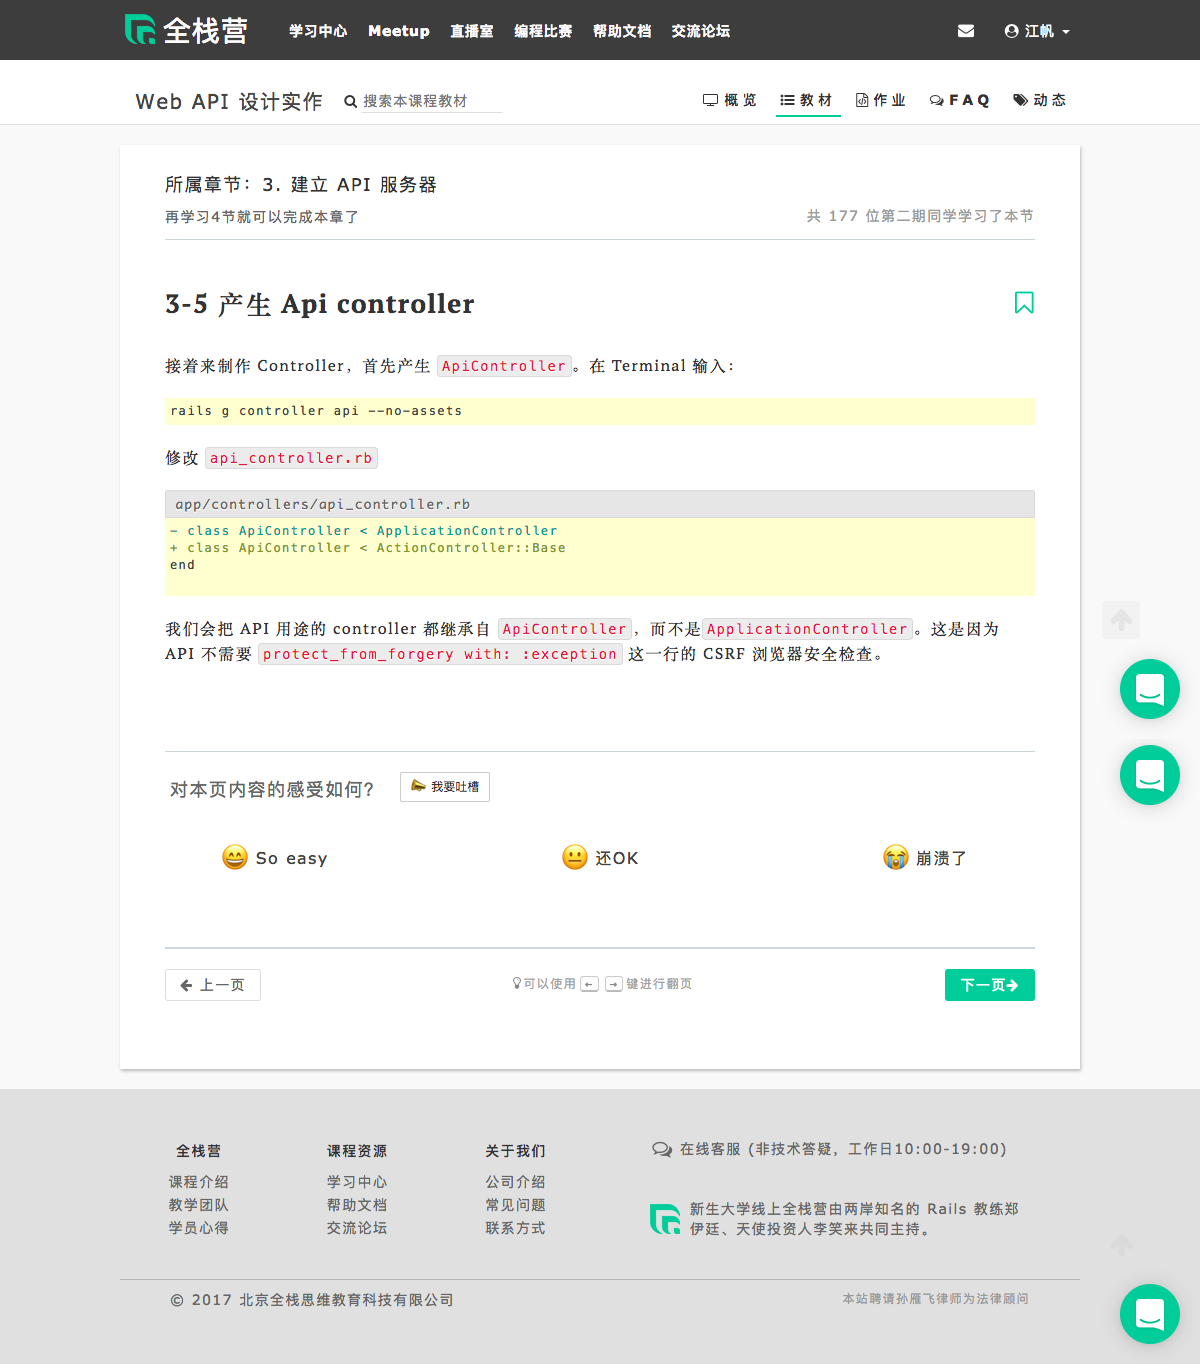 全栈营
学习中心 Meetup 直播室 编程比赛 帮助文档 交流论坛
江帆
Web API 设计实作
搜索本课程教材
概览 教材 作业 FAQ 动态
所属章节：3. 建立 API 服务器
再学习4节就可以完成本章了
共 177 位第二期同学学习了本节
3-5 产生 Api controller
接着来制作 Controller，首先产生 ApiController。在 Terminal 输入：
rails g controller api --no-assets
修改 api_controller.rb
app/controllers/api_controller.rb
- class ApiController < ApplicationController
+ class ApiController < ActionController::Base
end
我们会把 API 用途的 controller 都继承自 ApiController，而不是ApplicationController。这是因为
API 不需要 protect_from_forgery with: :exception 这一行的 CSRF 浏览器安全检查。
对本页内容的感受如何?
我要吐槽
So easy
还OK
崩溃了
上一页
可以使用 ← → 键进行翻页
下一页
全栈营
课程介绍
教学团队
学员心得
课程资源
学习中心
帮助文档
交流论坛
关于我们
公司介绍
常见问题
联系方式
在线客服 (非技术答疑，工作日10:00-19:00)
新生大学线上全栈营由两岸知名的 Rails 教练郑
伊廷、天使投资人李笑来共同主持。
© 2017 北京全栈思维教育科技有限公司
本站聘请孙雁飞律师为法律顾问